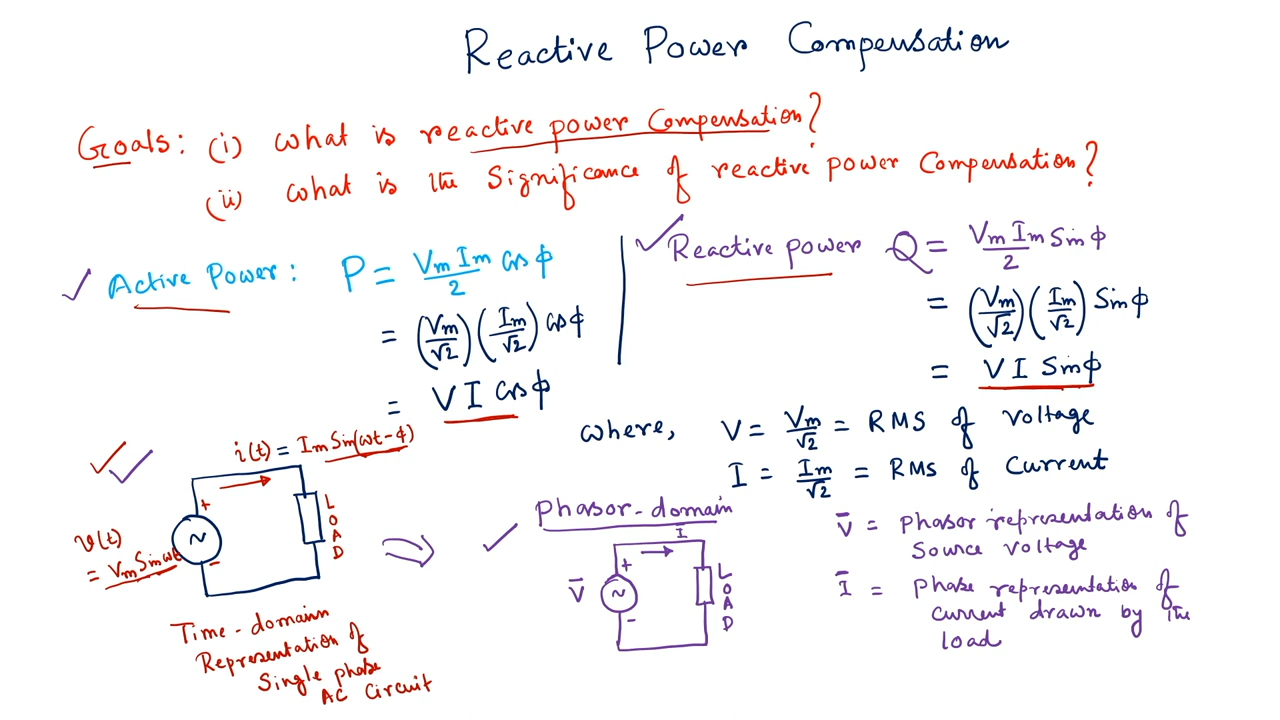 Reactive Power Compensation
Goals: (i) What is reactive power Compensation?
(ii) What is the Significance of reactive power Compensation?
✓ Active Power: P = VmIm cos φ / 2
= (Vm/√2) (Im/√2) cos φ
= V I cos φ
✓ Reactive power Q = Vm Im Sin φ / 2
= (Vm/√2) (Im/√2) Sin φ
= V I Sin φ
where, V = Vm/√2 = RMS of Voltage
I = Im/√2 = RMS of Current
i(t) = Im Sin(ωt-φ)
+
~
-
LOAD
v(t)
= Vm Sin ωt
Time-domain
Representation of
Single phase
AC Circuit
✓ Phasor-domain
I
+
V̅
~
-
LOAD
V̅ = Phasor representation of
Source Voltage
I̅ = Phase representation of
Current drawn by the
load